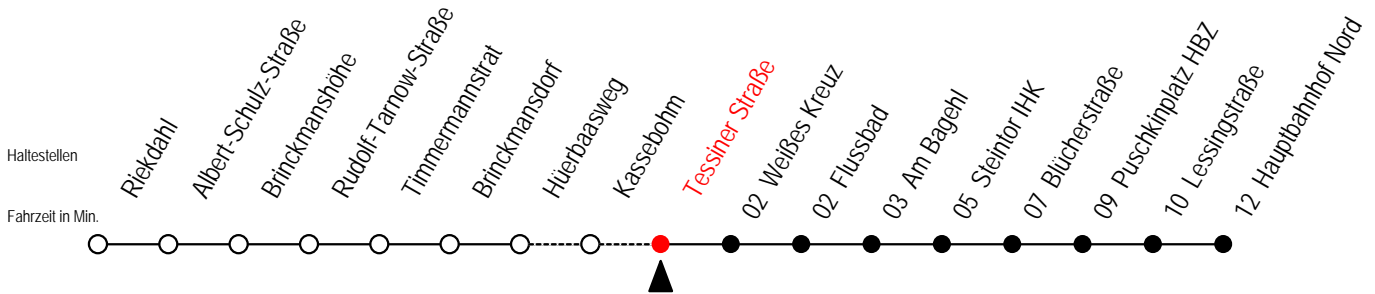 Haltestellen
Fahrzeit in Min.
Riekdahl
Albert-Schulz-Straße
Brinckmanshöhe
Rudolf-Tarnow-Straße
Timmermannstrat
Brinckmansdorf
Hüerbaasweg
Kassebohm
Tessiner Straße
02 Weißes Kreuz
02 Flussbad
03 Am Bagehl
05 Steintor IHK
07 Blücherstraße
09 Puschkinplatz HBZ
10 Lessingstraße
12 Hauptbahnhof Nord